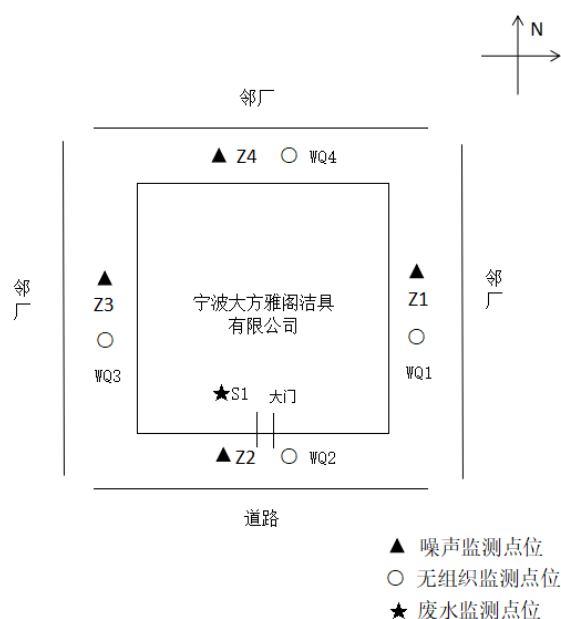 N
邻厂
▲ Z4 ○ WQ4
邻
厂
▲
Z3
○
WQ3
宁波大方雅阁洁具
有限公司
▲
Z1
○
WQ1
邻
厂
★S1 大门
▲ Z2 ○ WQ2
道路
▲ 噪声监测点位
○ 无组织监测点位
★ 废水监测点位